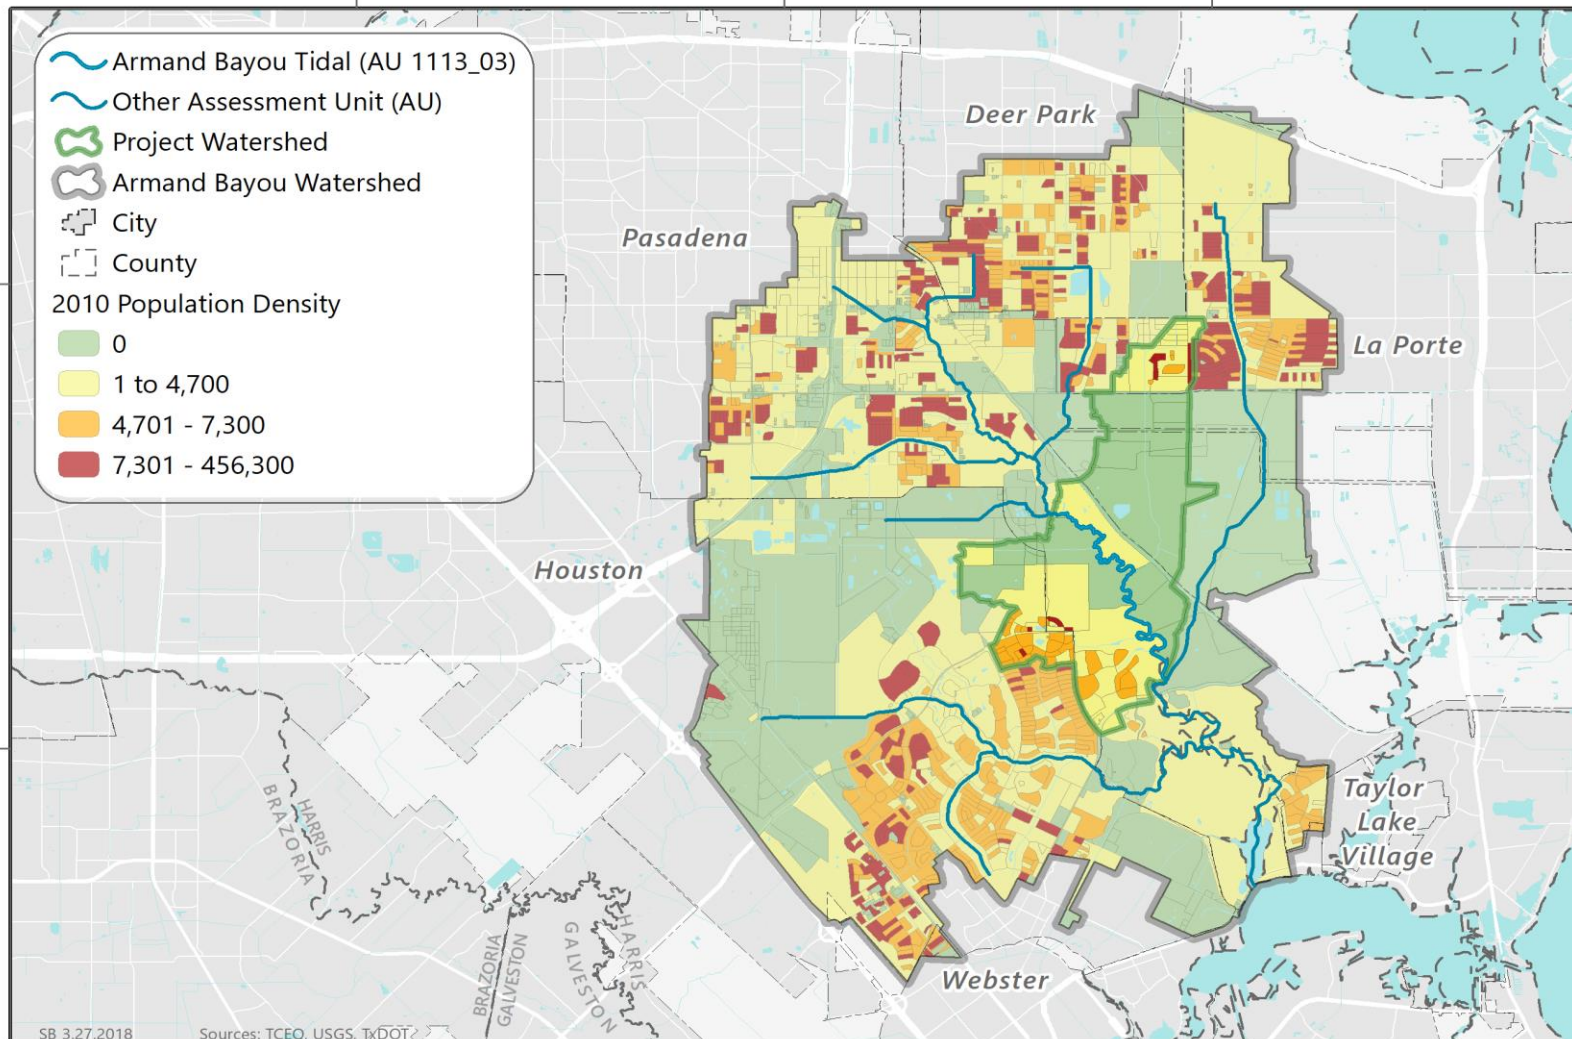 Armand Bayou Tidal (AU 1113_03)
Other Assessment Unit (AU)
Project Watershed
Armand Bayou Watershed
City
County
2010 Population Density
0
1 to 4,700
4,701 - 7,300
7,301 - 456,300
Deer Park
Pasadena
La Porte
Houston
Taylor
Lake
Village
Webster
HARRIS
BRAZORIA
BRAZORIA
GALVESTON
HARRIS
GALVESTON
SB 3.27.2018
Sources: TCEQ, USGS, TxDOT